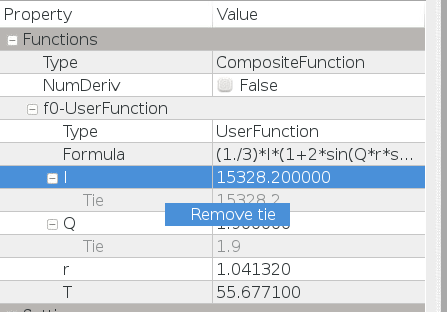 Property Value
Functions
Type CompositeFunction
NumDeriv False
f0-UserFunction
Type UserFunction
Formula (1./3)*I*(1+2*sin(Q*r*s...
I 15328.200000
Tie 15328.2
Remove tie
Q 1.900000
Tie 1.9
r 1.041320
T 55.677100